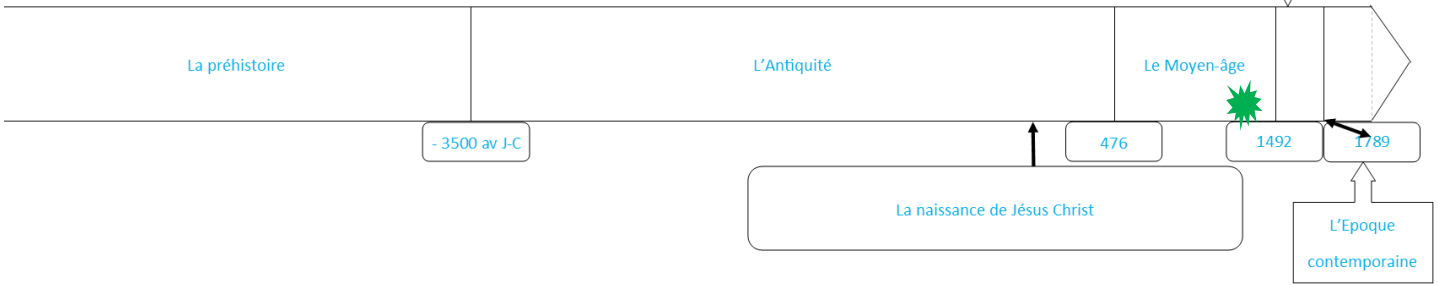 La préhistoire
L'Antiquité
Le Moyen-âge
- 3500 av J-C
476
1492
1789
La naissance de Jésus Christ
L'Epoque
contemporaine